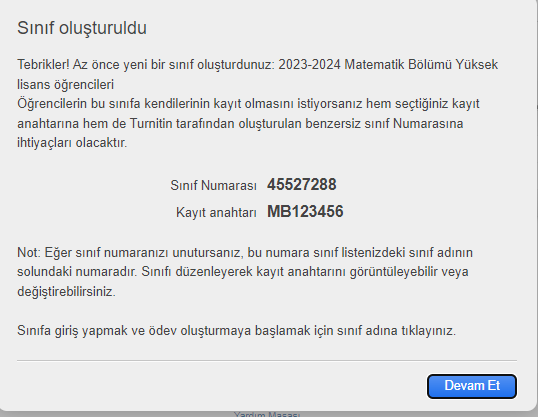 Sınıf oluşturuldu
Tebrikler! Az önce yeni bir sınıf oluşturdunuz: 2023-2024 Matematik Bölümü Yüksek
lisans öğrencileri
Öğrencilerin bu sınıfa kendilerinin kayıt olmasını istiyorsanız hem seçtiğiniz kayıt
anahtarına hem de Turnitin tarafından oluşturulan benzersiz sınıf Numarasına
ihtiyaçları olacaktır.
Sınıf Numarası 45527288
Kayıt anahtarı MB123456
Not: Eğer sınıf numaranızı unutursanız, bu numara sınıf listenizdeki sınıf adının
solundaki numaradır. Sınıfı düzenleyerek kayıt anahtarını görüntüleyebilir veya
değiştirebilirsiniz.
Sınıfa giriş yapmak ve ödev oluşturmaya başlamak için sınıf adına tıklayınız.
Devam Et
Yardım Masası